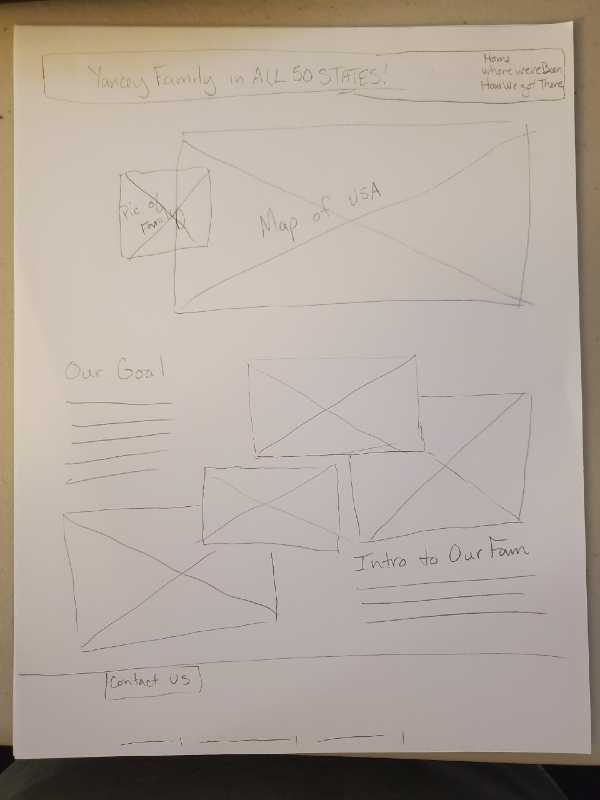 Yancey Family in ALL 50 STATES!
Home
where we've Been
How we got There
Pic of
Family
Map of USA
Our Goal
Intro to Our Fam
Contact Us